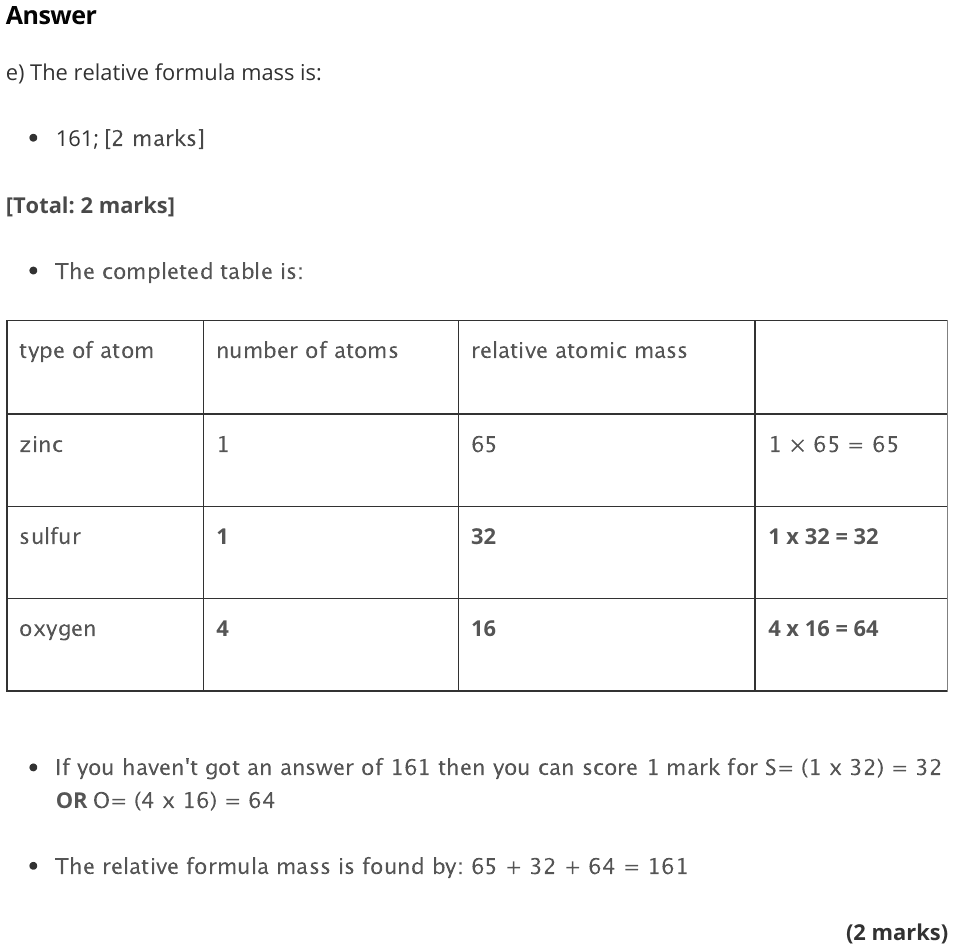 Answer
e) The relative formula mass is:
• 161; [2 marks]
[Total: 2 marks]
• The completed table is:
type of atom number of atoms relative atomic mass
zinc 1 65 1 × 65 = 65
sulfur 1 32 1 x 32 = 32
oxygen 4 16 4 x 16 = 64
• If you haven't got an answer of 161 then you can score 1 mark for S= (1 x 32) = 32
OR O= (4 x 16) = 64
• The relative formula mass is found by: 65 + 32 + 64 = 161
(2 marks)